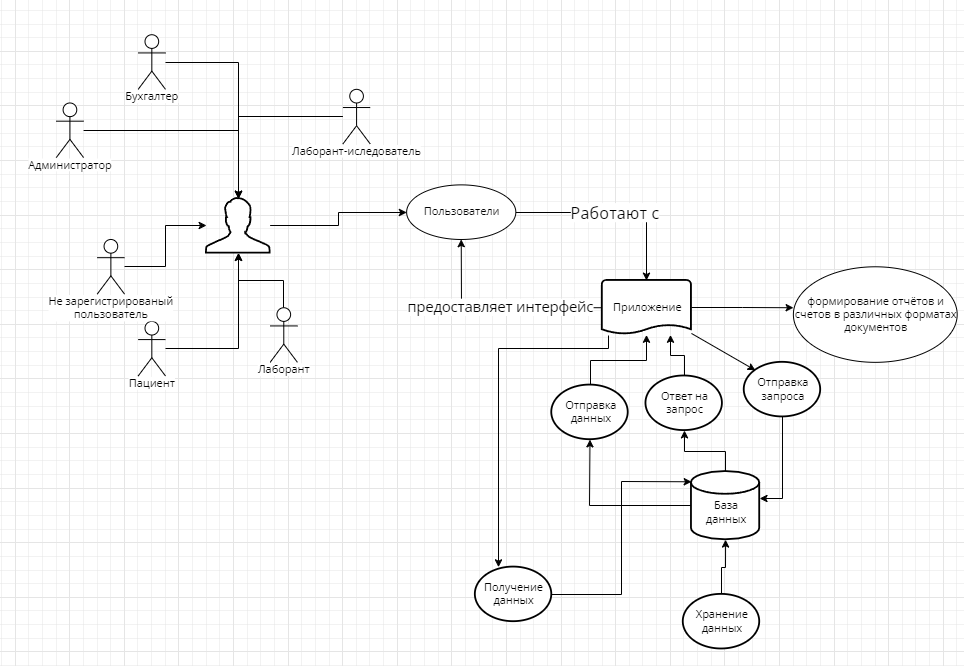 Бухгалтер
Администратор
Лаборант-иследователь
Пользователи
Работают с
Не зарегистрированый
пользователь
предоставляет интерфейс
Приложение
формирование отчётов и
счетов в различных форматах
документов
Пациент
Лаборант
Отправка
данных
Ответ на
запрос
Отправка
запроса
База
данных
Получение
данных
Хранение
данных